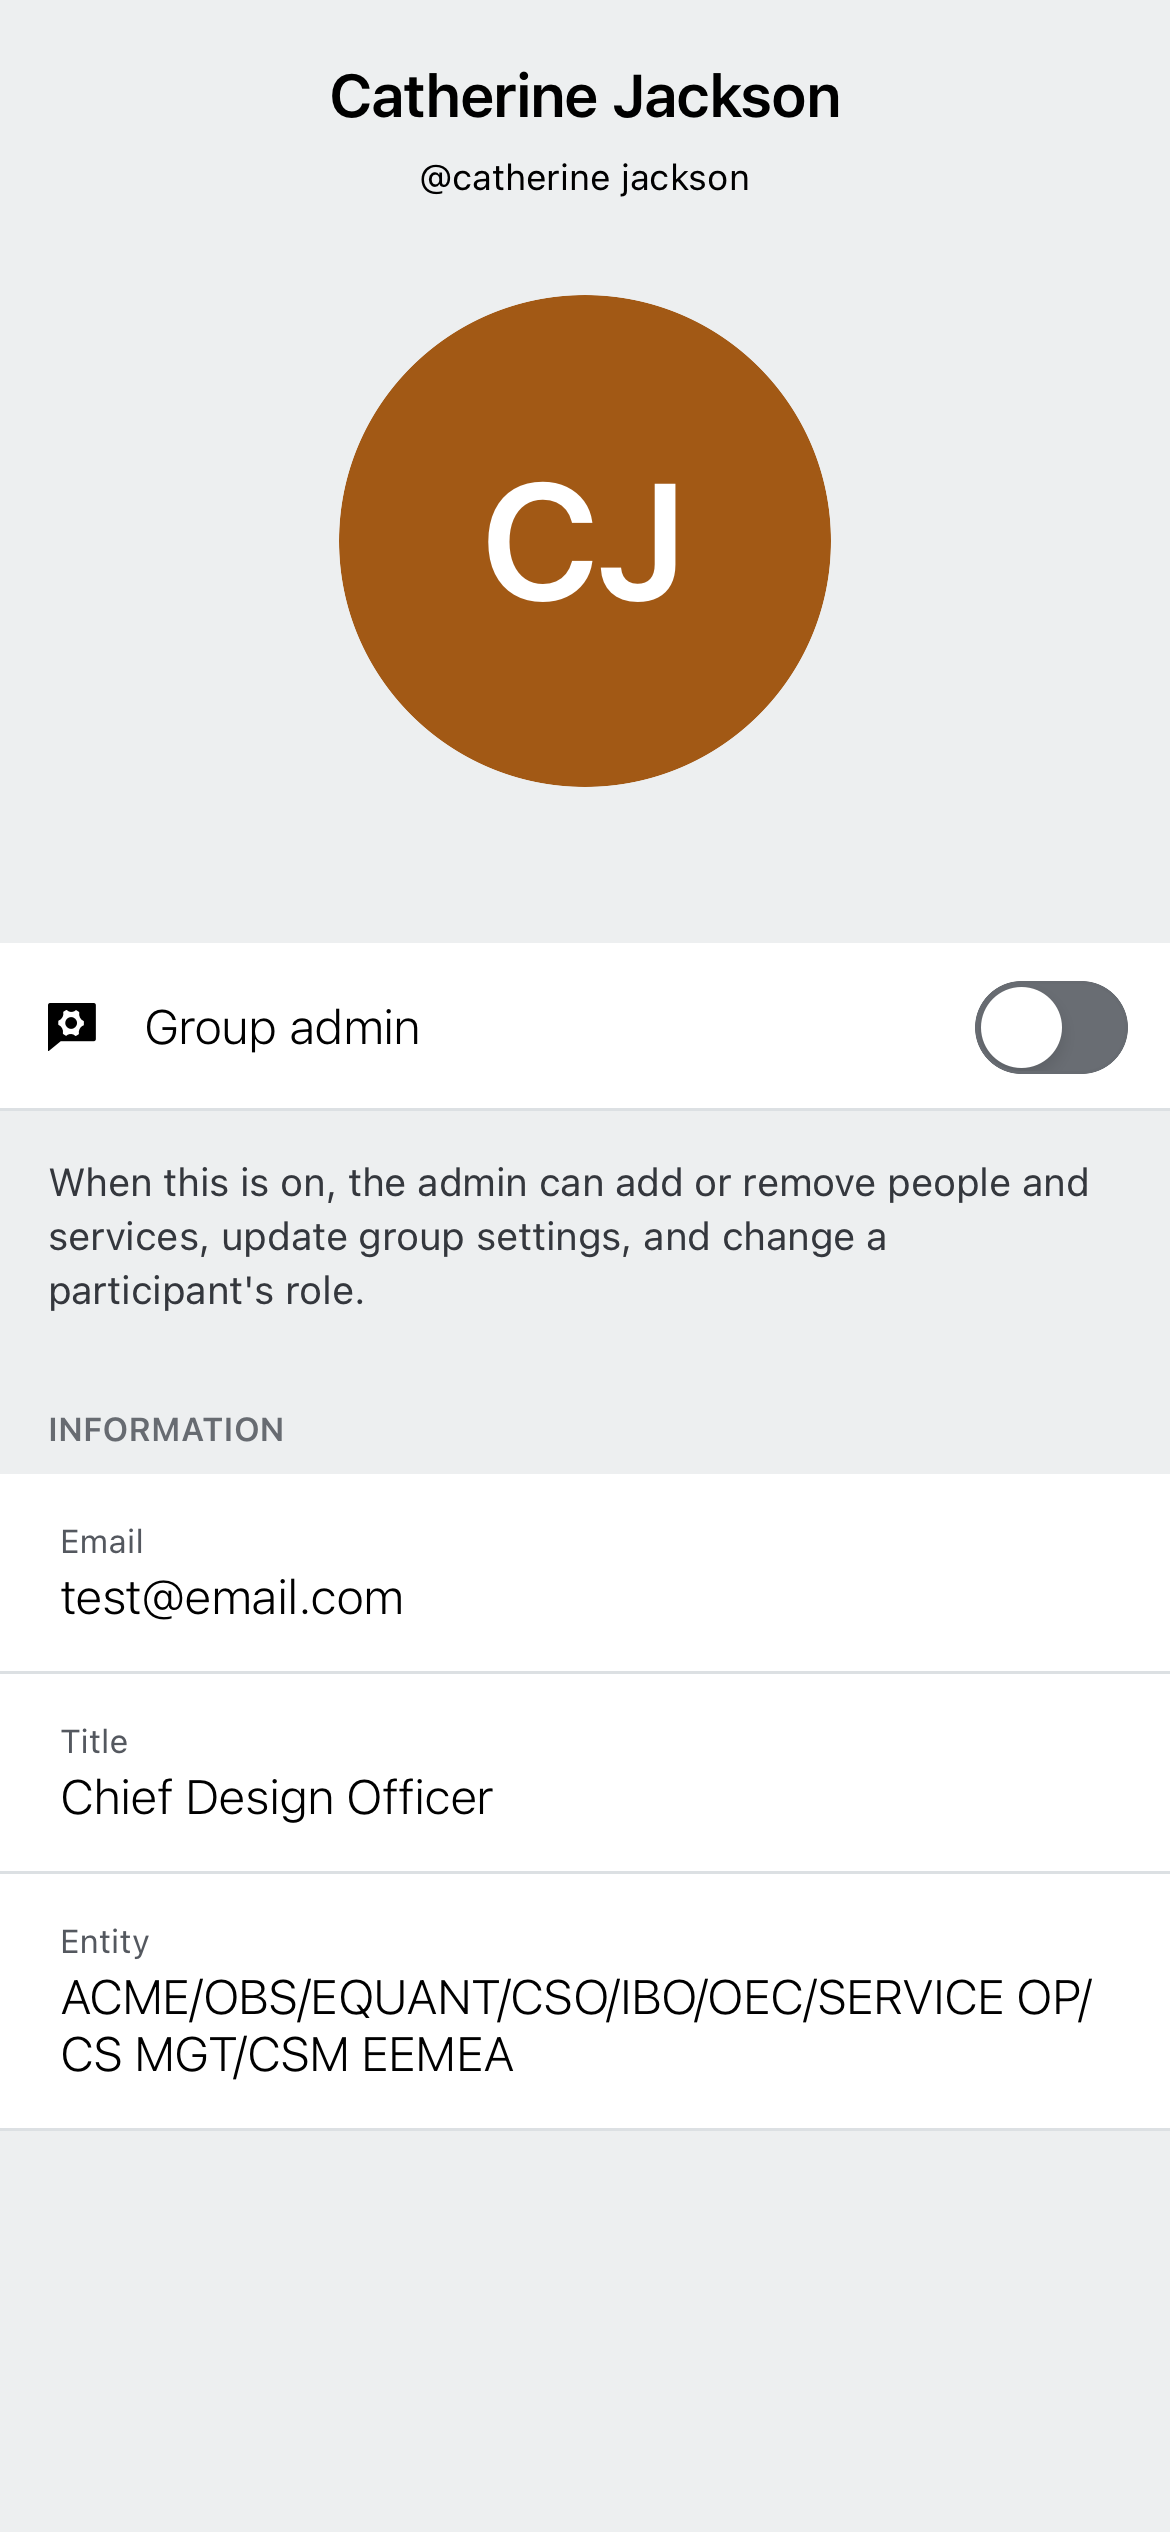 Catherine Jackson
@catherine jackson
CJ
Group admin
When this is on, the admin can add or remove people and
services, update group settings, and change a
participant's role.
INFORMATION
Email
test@email.com
Title
Chief Design Officer
Entity
ACME/OBS/EQUANT/CSO/IBO/OEC/SERVICE OP/
CS MGT/CSM EEMEA